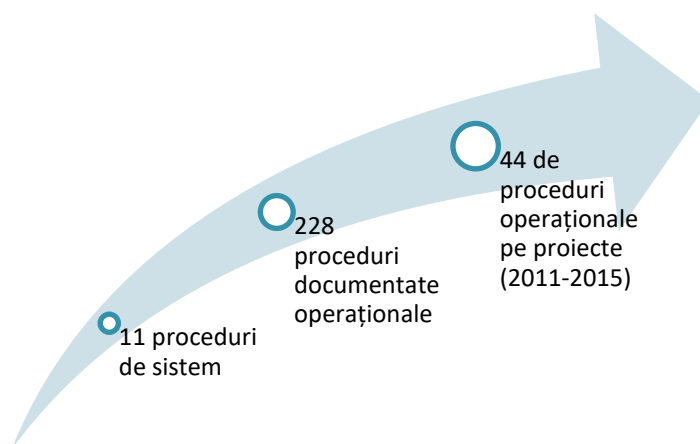 11 proceduri
de sistem
228
proceduri
documentate
operaționale
44 de
proceduri
operaționale
pe proiecte
(2011-2015)